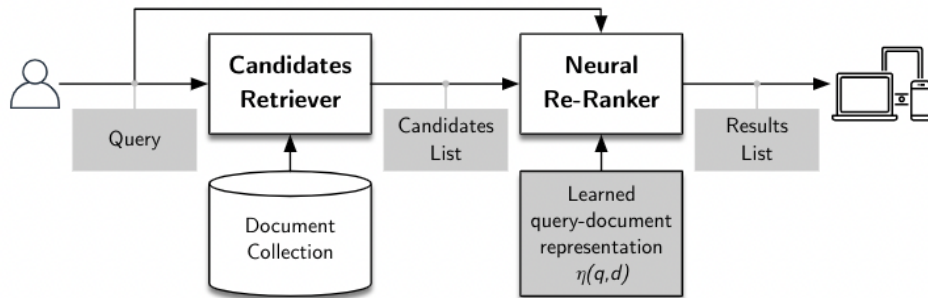 Candidates
Retriever
Neural
Re-Ranker
Query
Candidates
List
Results
List
Document
Collection
Learned
query-document
representation
η(q,d)